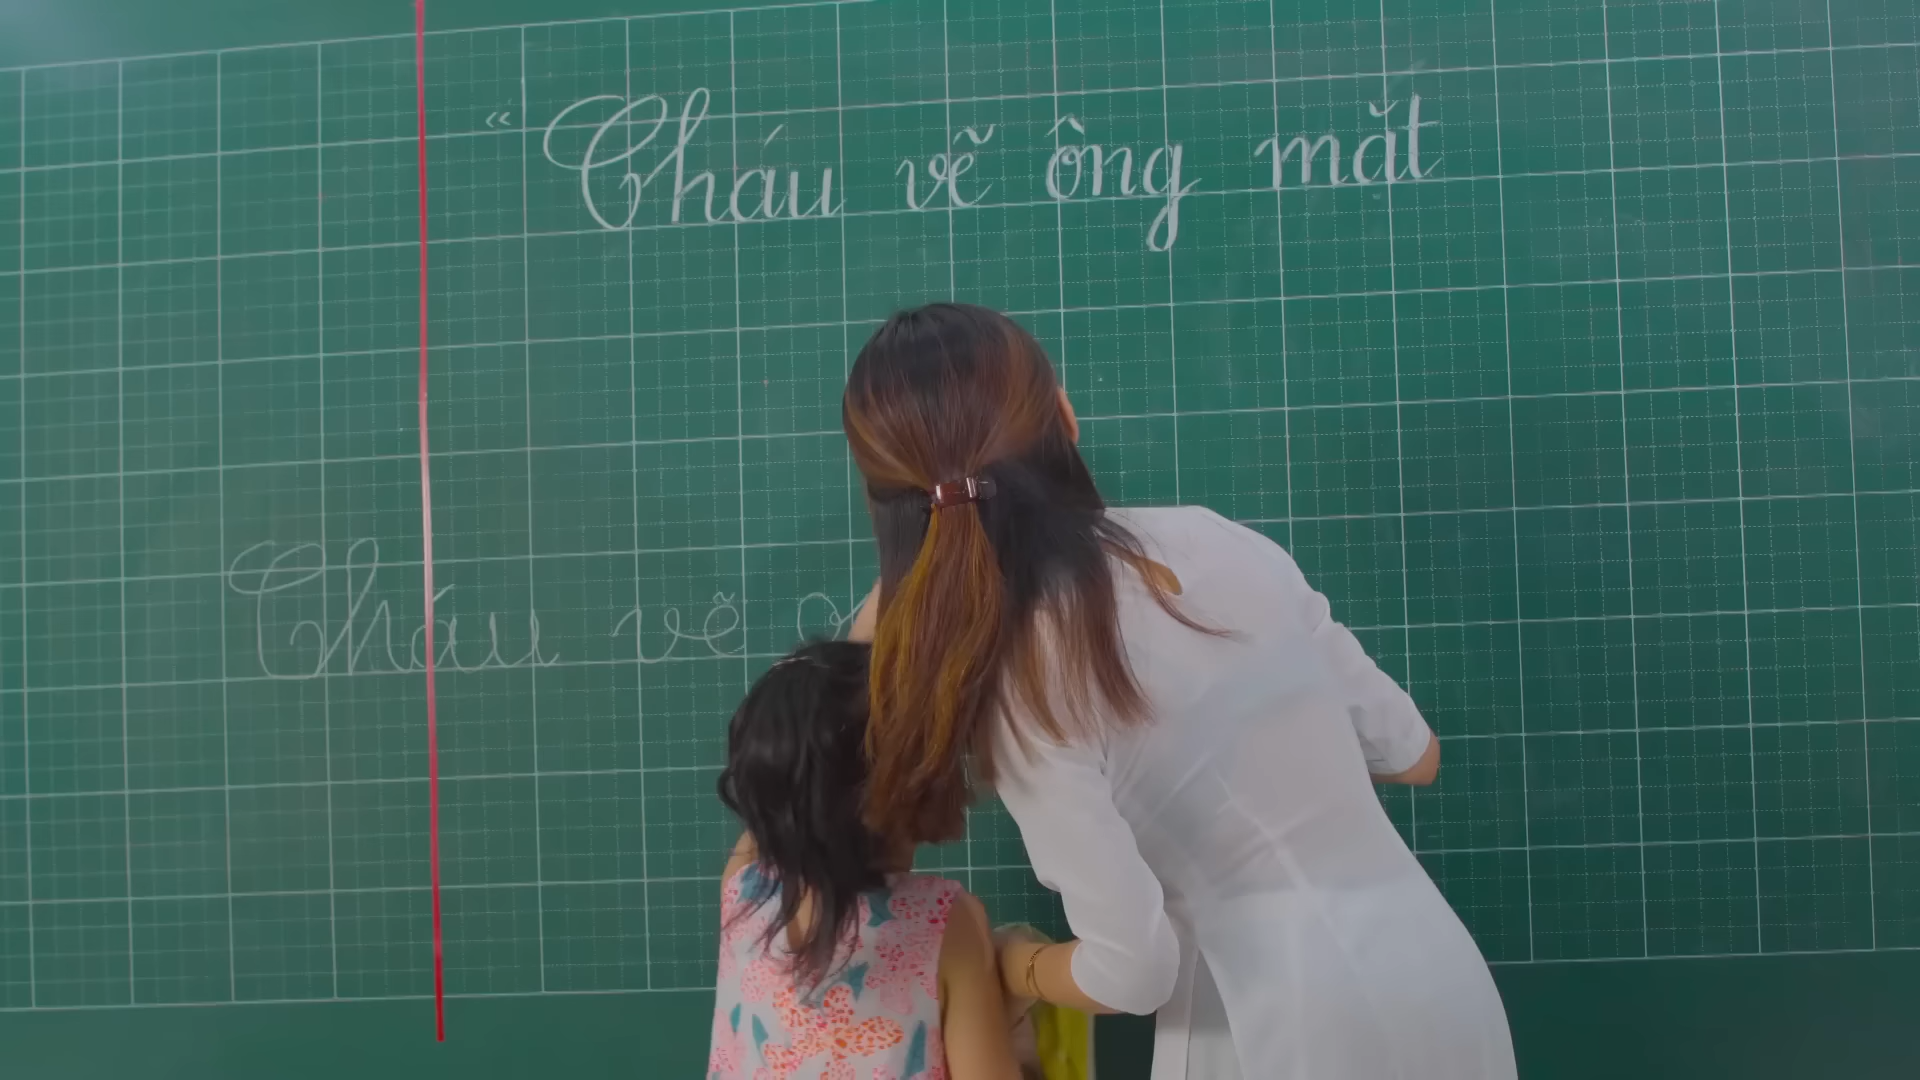 “Cháu vẽ ông mặt
Cháu vẽ